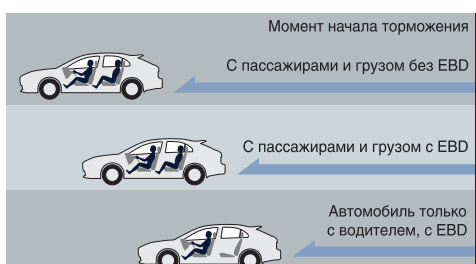 Момент начала торможения
С пассажирами и грузом без EBD
С пассажирами и грузом с EBD
Автомобиль только
с водителем, с EBD